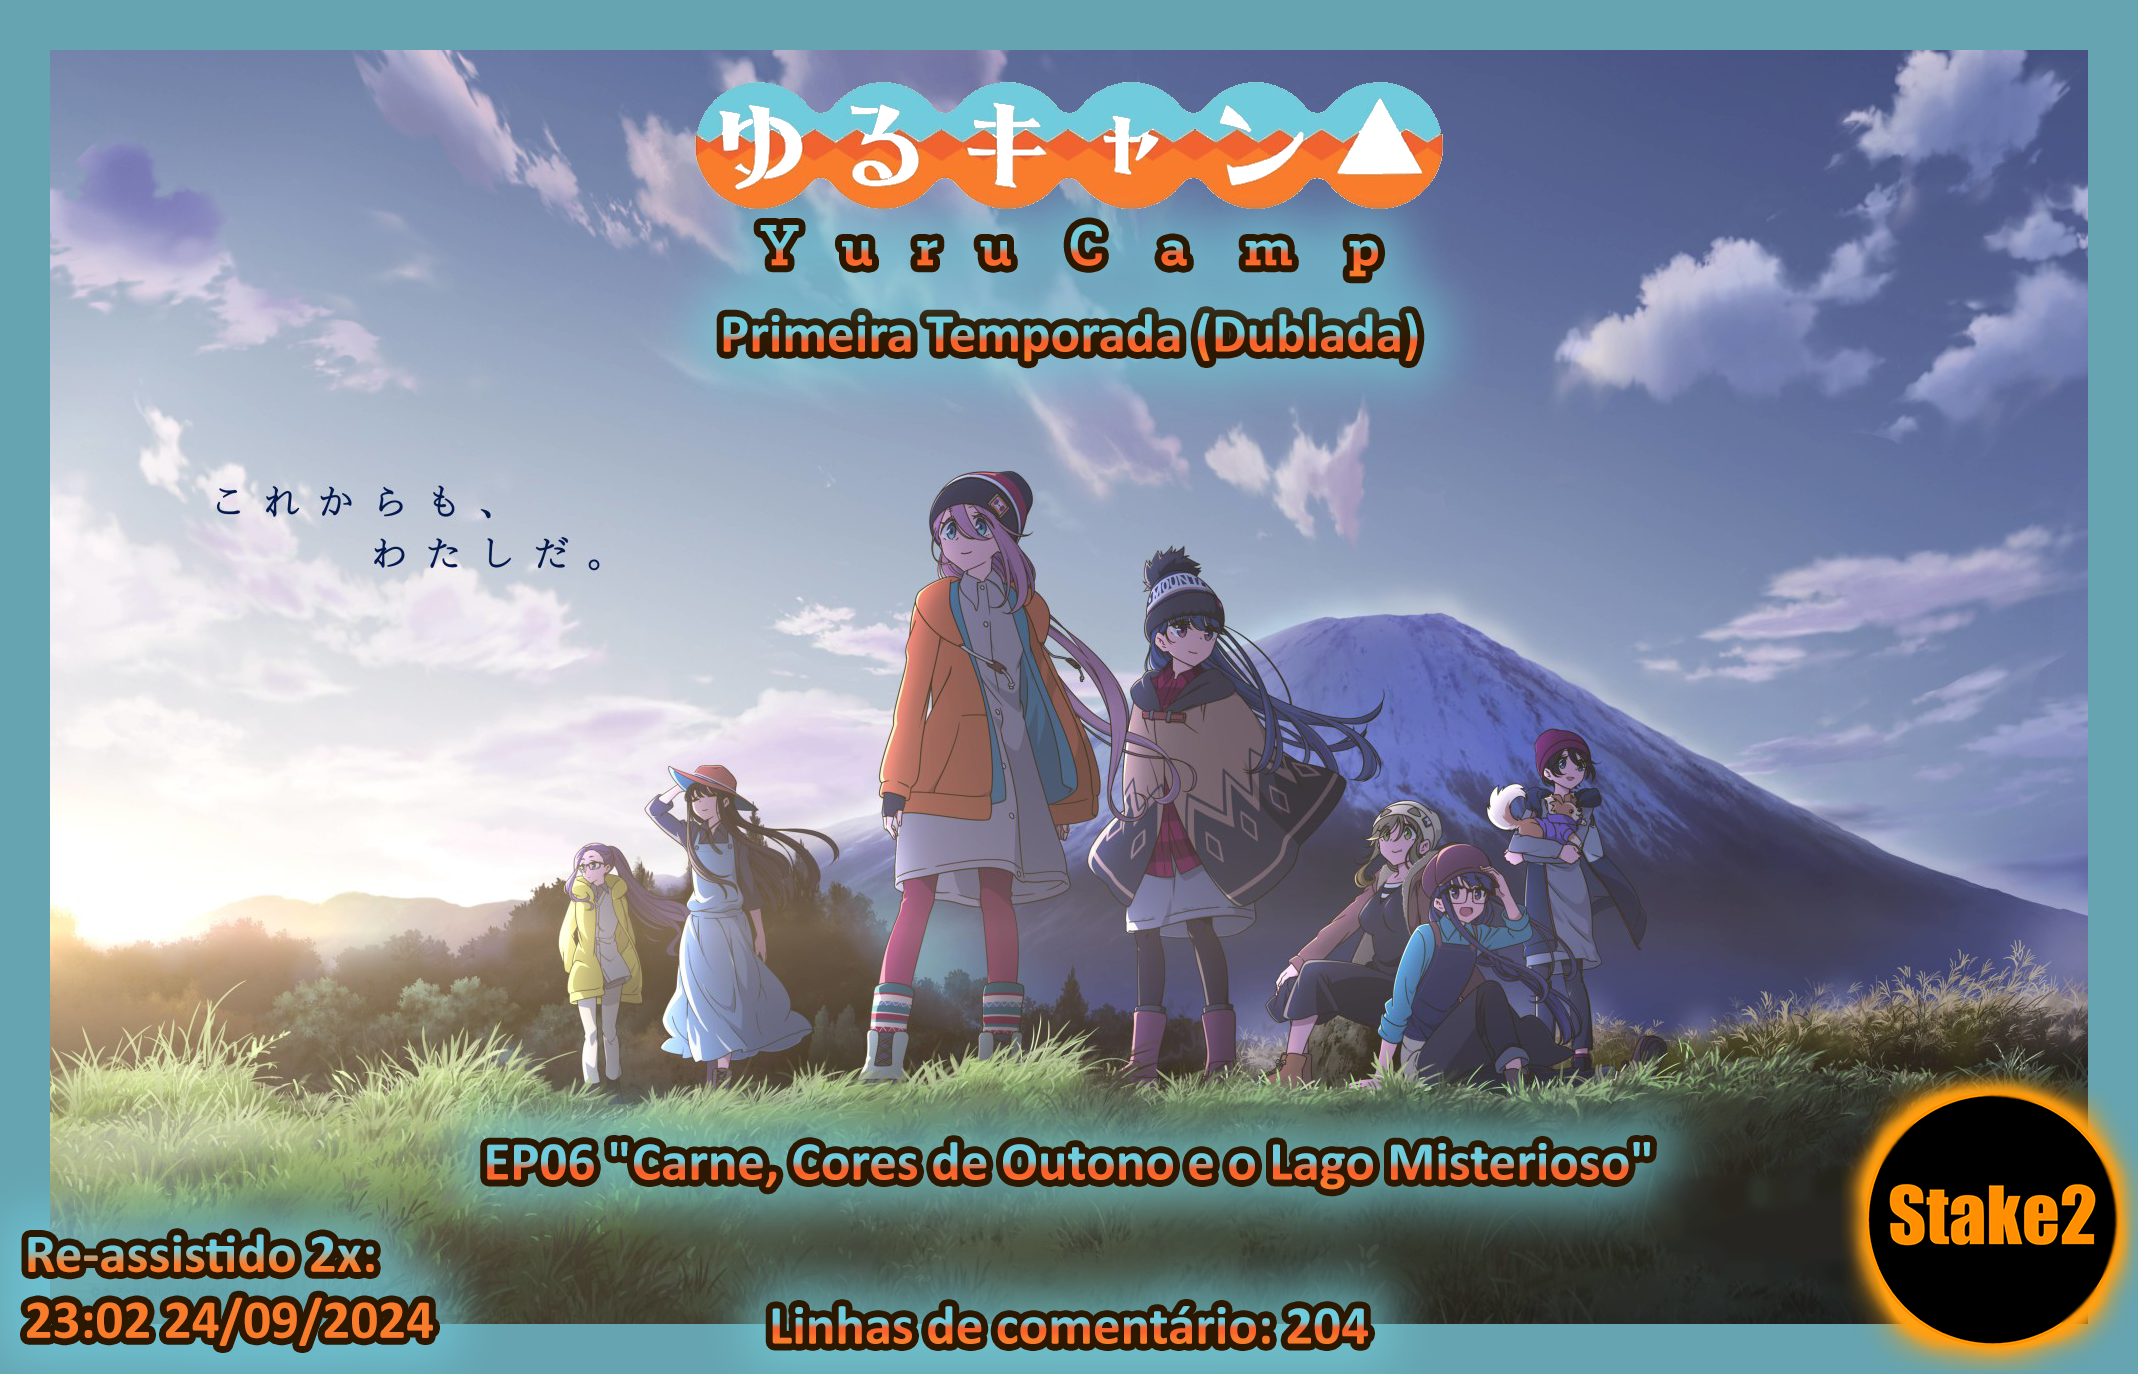 ゆるキャン△
Yuru Camp
Primeira Temporada (Dublada)
これからも、
わたしだ。
MOUNT
EP06 "Carne, Cores de Outono e o Lago Misterioso"
Stake2
Re-assistido 2x:
23:02 24/09/2024
Linhas de comentário: 204